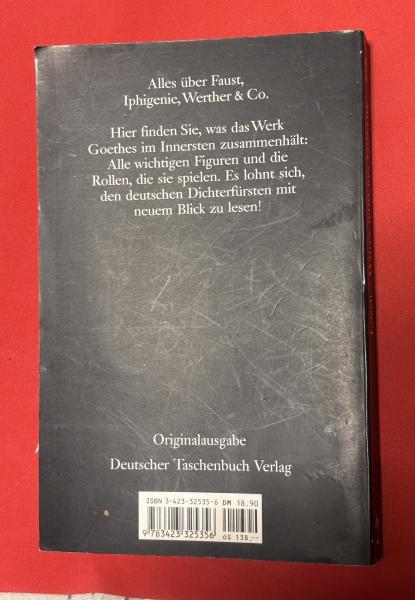 Alles über Faust,
Iphigenie, Werther & Co.
Hier finden Sie, was das Werk
Goethes im Innersten zusammenhält:
Alle wichtigen Figuren und die
Rollen, die sie spielen. Es lohnt sich,
den deutschen Dichterfürsten mit
neuem Blick zu lesen!
Originalausgabe
Deutscher Taschenbuch Verlag
ISBN 3-423-32535-6 DM 18.90
9 783423 325356
öS 138,--